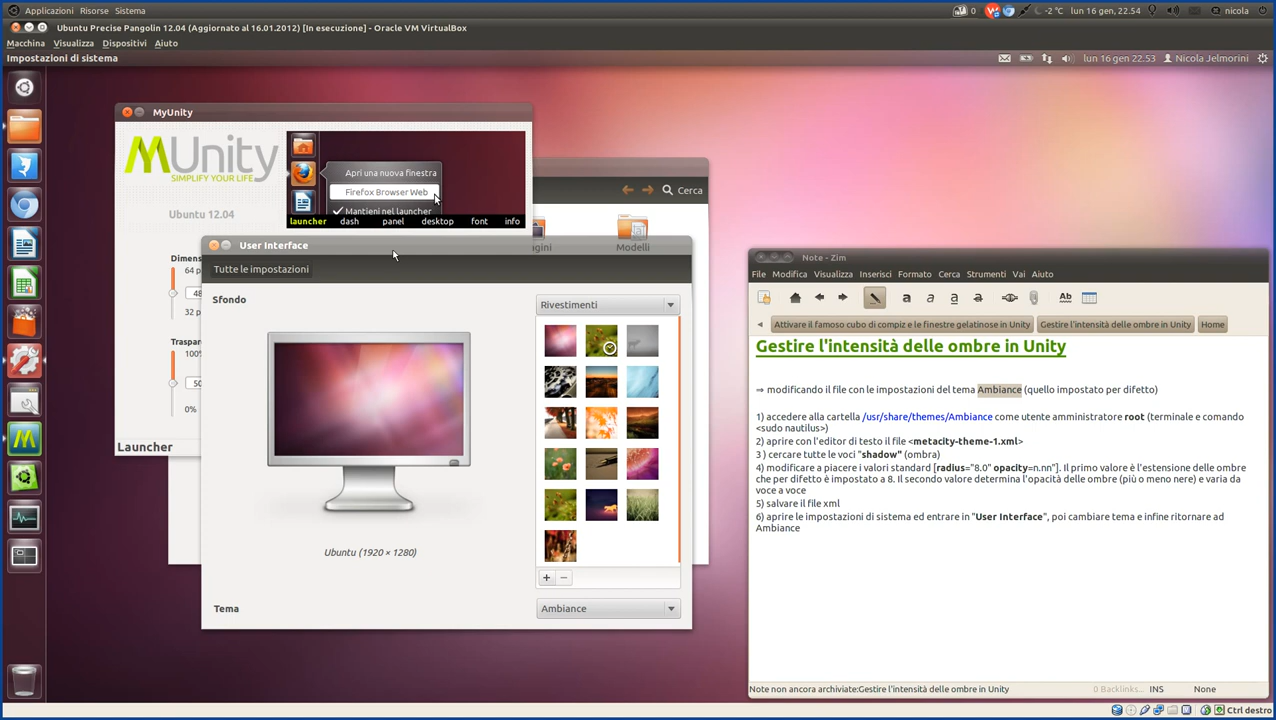 Applicazioni Risorse Sistema
0 -2 °C lun 16 gen, 22.54 nicola
Ubuntu Precise Pangolin 12.04 (Aggiornato al 16.01.2012) [In esecuzione] - Oracle VM VirtualBox
Macchina Visualizza Dispositivi Aiuto
Impostazioni di sistema
lun 16 gen 22.53 Nicola Jelmorini
MyUnity
MUnity
SIMPLIFY YOUR LIFE
Ubuntu 12.04
Apri una nuova finestra
Firefox Browser Web
Mantieni nel launcher
launcher dash panel desktop font info
Cerca
Modelli
Dimens
64 p
48
32 p
Traspar
100%
50
0%
Launcher
User Interface
Tutte le impostazioni
Sfondo
Rivestimenti
Ubuntu (1920 × 1280)
Tema
Ambiance
Note - Zim
File Modifica Visualizza Inserisci Formato Cerca Strumenti Vai Aiuto
Attivare il famoso cubo di compiz e le finestre gelatinose in Unity Gestire l'intensità delle ombre in Unity Home
Gestire l'intensità delle ombre in Unity
⇒ modificando il file con le impostazioni del tema Ambiance (quello impostato per difetto)
1) accedere alla cartella /usr/share/themes/Ambiance come utente amministratore root (terminale e comando
<sudo nautilus>)
2) aprire con l'editor di testo il file <metacity-theme-1.xml>
3 ) cercare tutte le voci "shadow" (ombra)
4) modificare a piacere i valori standard [radius="8.0" opacity=n.nn"]. Il primo valore è l'estensione delle ombre
che per difetto è impostato a 8. Il secondo valore determina l'opacità delle ombre (più o meno nere) e varia da
voce a voce
5) salvare il file xml
6) aprire le impostazioni di sistema ed entrare in "User Interface", poi cambiare tema e infine ritornare ad
Ambiance
Note non ancora archiviate:Gestire l'intensità delle ombre in Unity
0 Backlinks... INS None
Ctrl destro